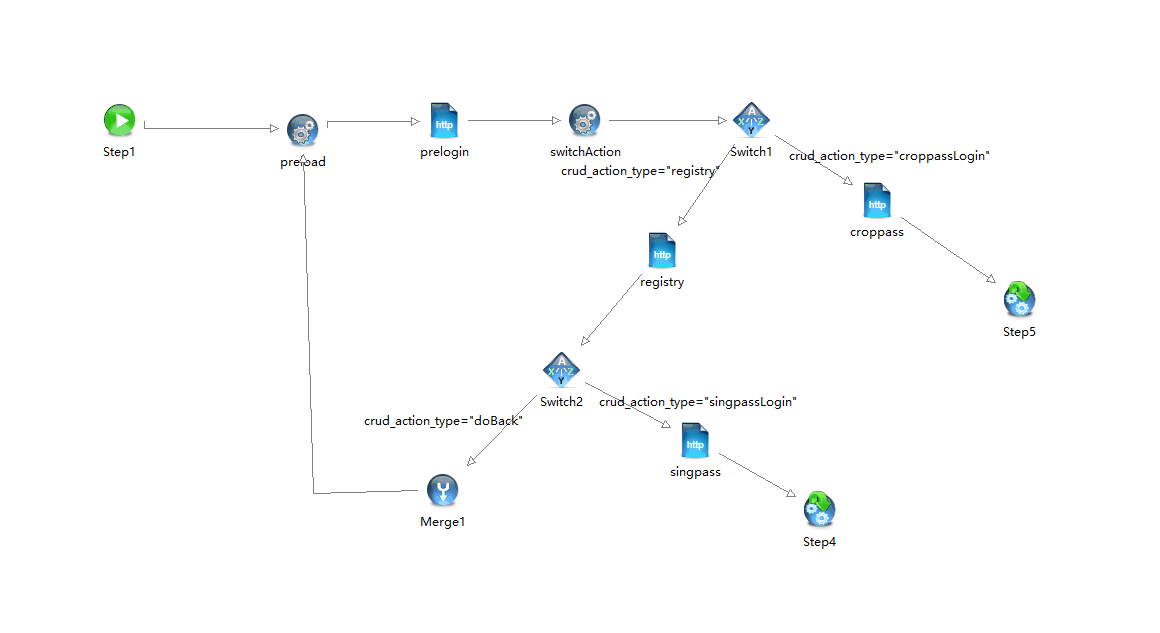 http
A
X Z
Y
Step1
prelogin
switchAction
Switch1
crud_action_type="croppassLogin"
preload
crud_action_type="registry"
http
croppass
http
registry
Step5
A
X Z
Y
Switch2
crud_action_type="singpassLogin"
crud_action_type="doBack"
http
singpass
Merge1
Step4